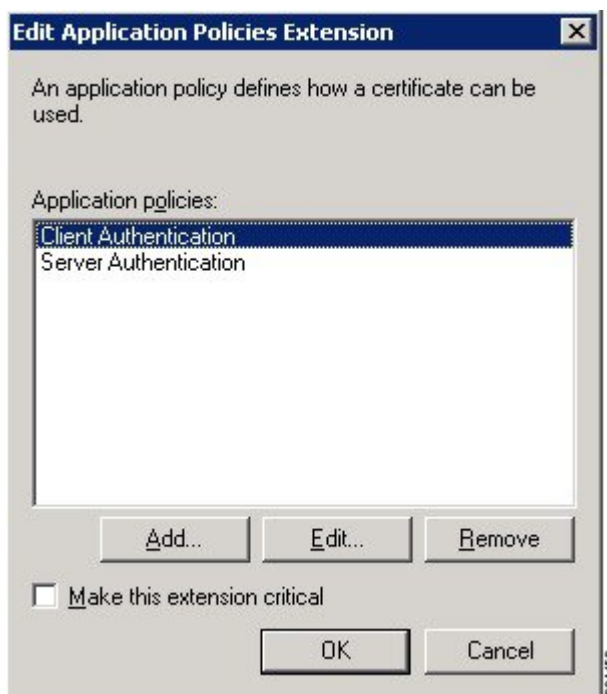 Edit Application Policies Extension
An application policy defines how a certificate can be
used.
Application policies:
Client Authentication
Server Authentication
Add...
Edit...
Remove
Make this extension critical
OK
Cancel